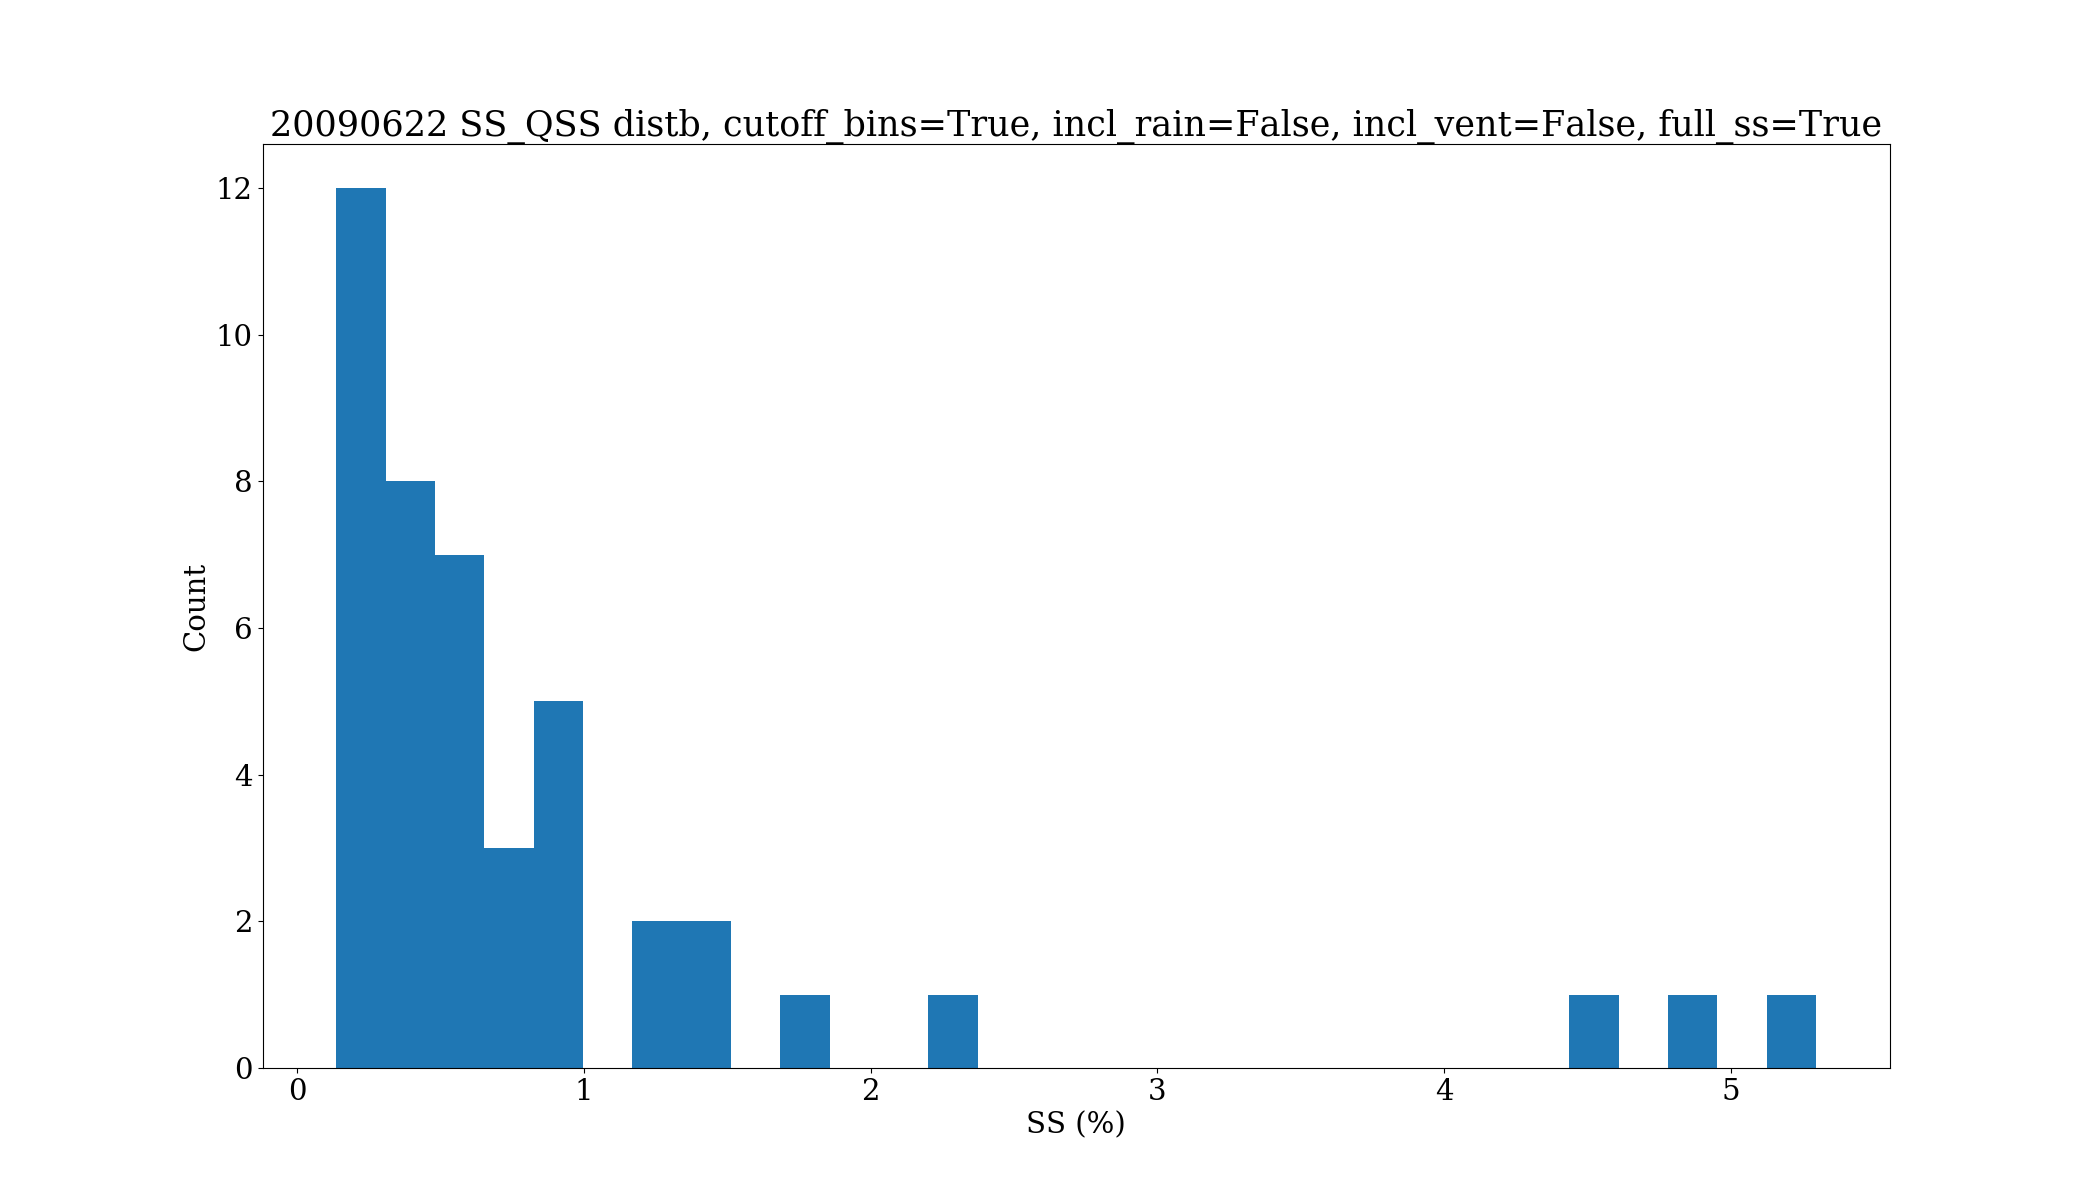 20090622 SS_QSS distb, cutoff_bins=True, incl_rain=False, incl_vent=False, full_ss=True
12
10
8
6
4
2
0
Count
0 1 2 3 4 5
SS (%)